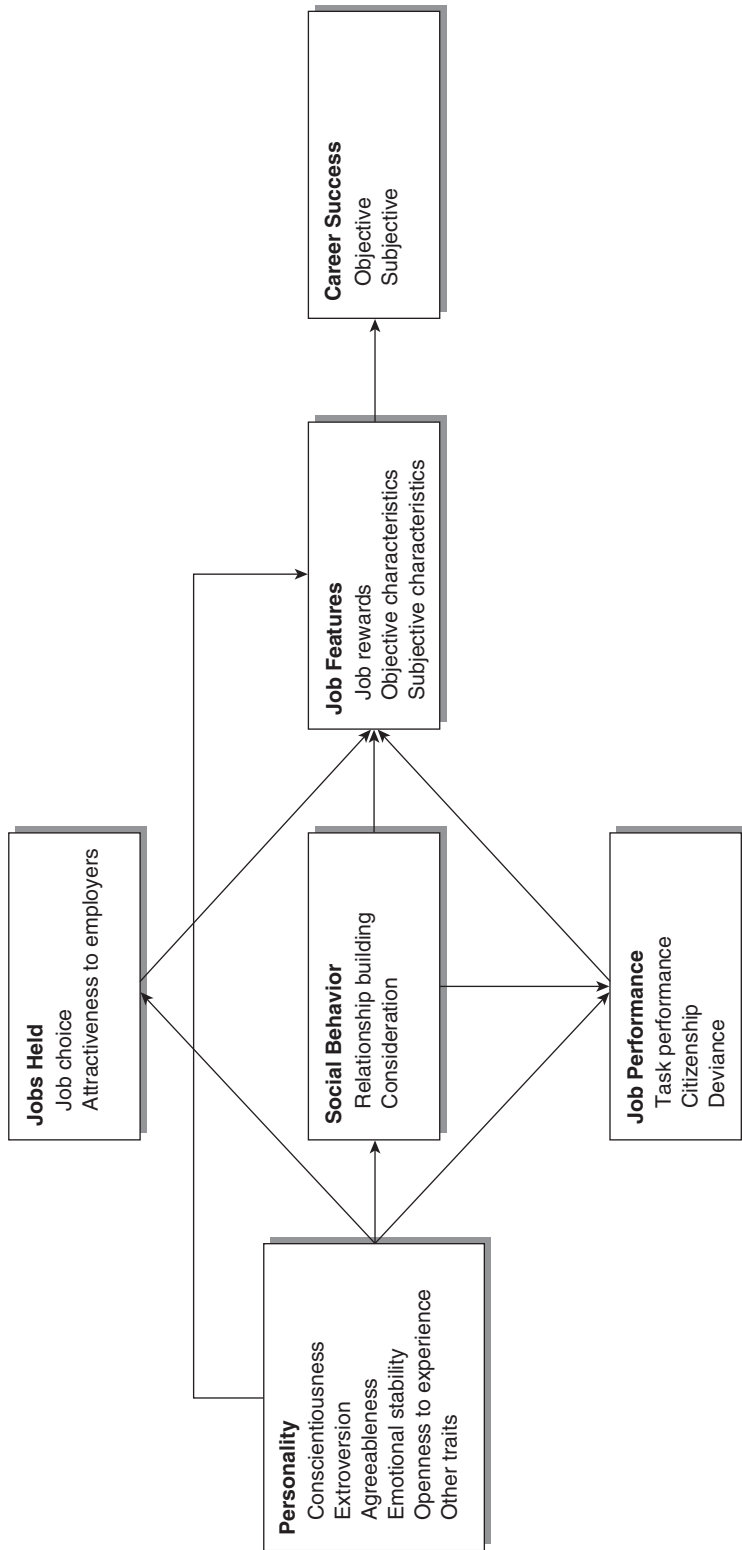 Personality
Conscientiousness
Extroversion
Agreeableness
Emotional stability
Openness to experience
Other traits
Jobs Held
Job choice
Attractiveness to employers
Social Behavior
Relationship building
Consideration
Job Performance
Task performance
Citizenship
Deviance
Job Features
Job rewards
Objective characteristics
Subjective characteristics
Career Success
Objective
Subjective